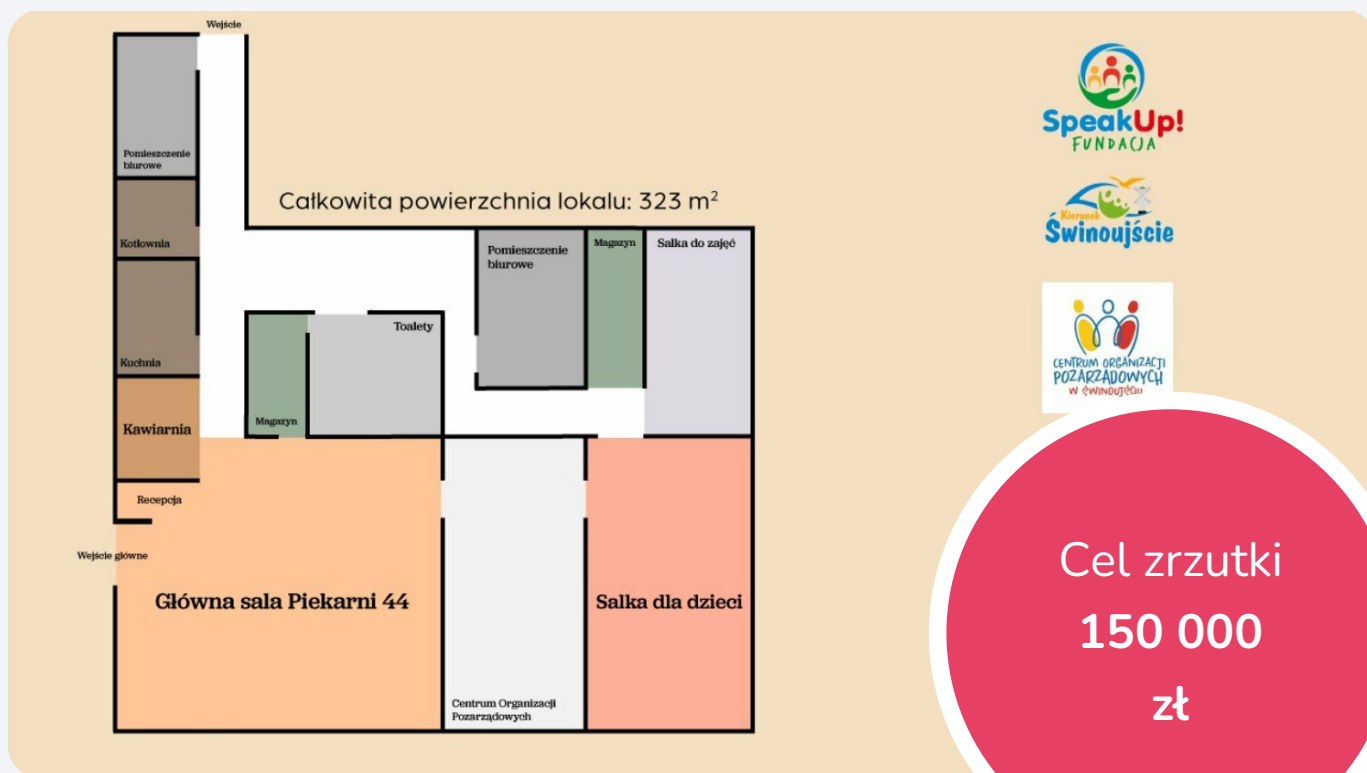 Wejście
Pomieszczenie
biurowe
Całkowita powierzchnia lokalu: 323 m²
Kotłownia
Pomieszczenie
biurowe
Magazyn
Salka do zajęć
Toalety
Kuchnia
Magazyn
Kawiarnia
Recepcja
Wejście główne
Główna sala Piekarni 44
Salka dla dzieci
Centrum Organizacji
Pozarządowych
SpeakUp!
FUNDACJA
Kierunek
Świnoujście
CENTRUM ORGANIZACJI
POZARZĄDOWYCH
W ŚWINOUJŚCIU
Cel zrzutki
150 000
zł